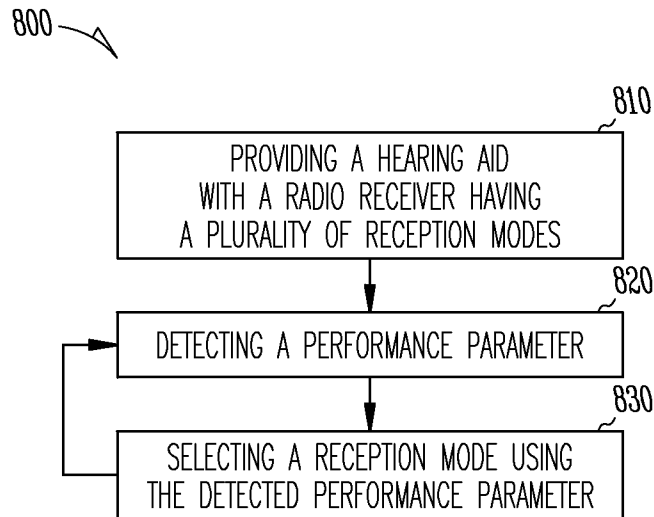 800
810
PROVIDING A HEARING AID
WITH A RADIO RECEIVER HAVING
A PLURALITY OF RECEPTION MODES
820
DETECTING A PERFORMANCE PARAMETER
830
SELECTING A RECEPTION MODE USING
THE DETECTED PERFORMANCE PARAMETER